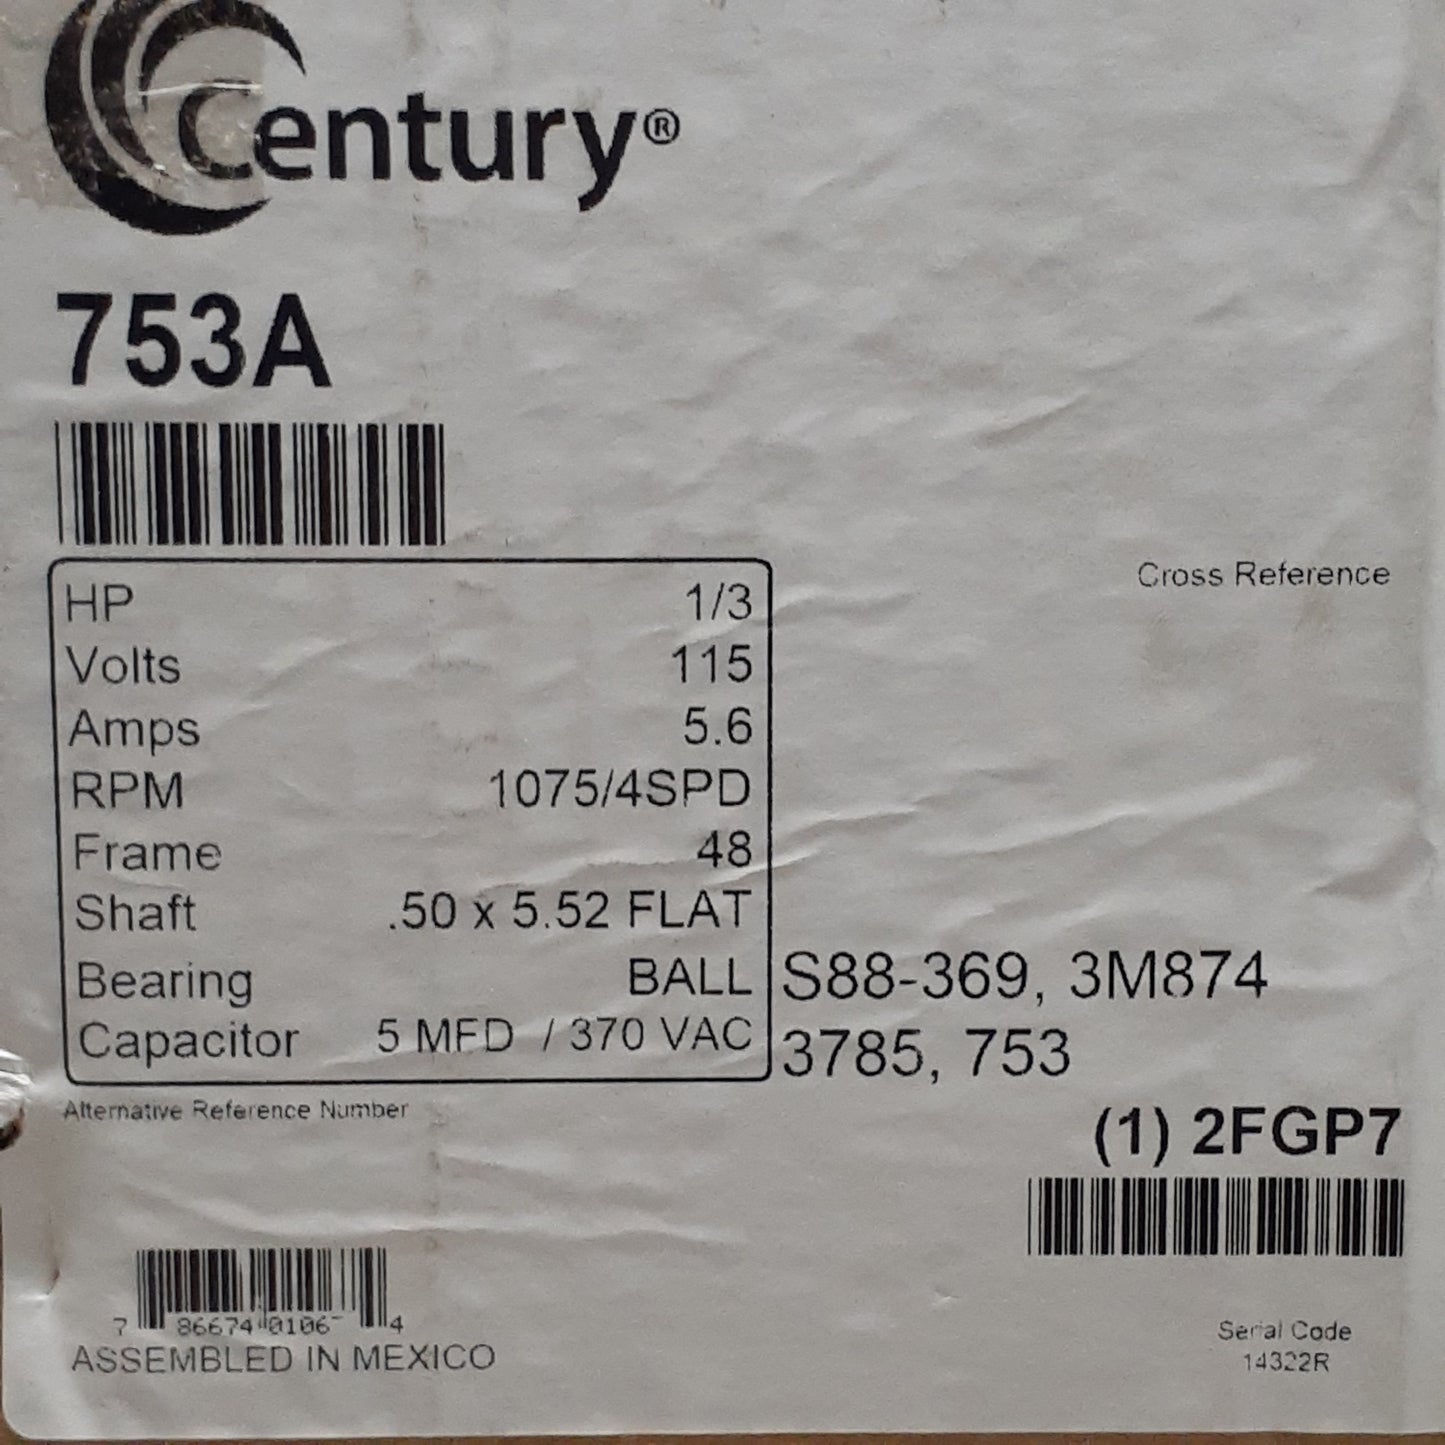 Century®
753A
HP 1/3
Volts 115
Amps 5.6
RPM 1075/4SPD
Frame 48
Shaft .50 x 5.52 FLAT
Bearing BALL
Capacitor 5 MFD / 370 VAC
Cross Reference
S88-369, 3M874
3785, 753
Alternative Reference Number
(1) 2FGP7
7 4
ASSEMBLED IN MEXICO
Serial Code
14322R